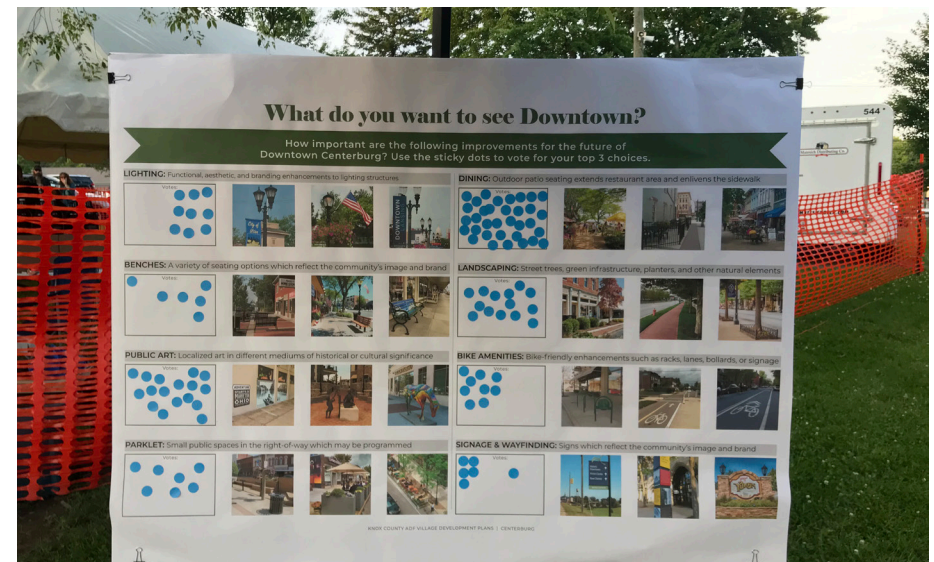 What do you want to see Downtown?
How important are the following improvements for the future of
Downtown Centerburg? Use the sticky dots to vote for your top 3 choices.
LIGHTING: Functional, aesthetic, and branding enhancements to lighting structures
Votes:
DOWNTOWN
DINING: Outdoor patio seating extends restaurant area and enlivens the sidewalk
Votes:
BENCHES: A variety of seating options which reflect the community's image and brand
Votes:
LANDSCAPING: Street trees, green infrastructure, planters, and other natural elements
Votes:
PUBLIC ART: Localized art in different mediums of historical or cultural significance
Votes:
OHIO
BIKE AMENITIES: Bike-friendly enhancements such as racks, lanes, bollards, or signage
Votes:
PARKLET: Small public spaces in the right-of-way which may be programmed
Votes:
SIGNAGE & WAYFINDING: Signs which reflect the community's image and brand
Votes:
KNOX COUNTY ADF VILLAGE DEVELOPMENT PLANS | CENTERBURG
544